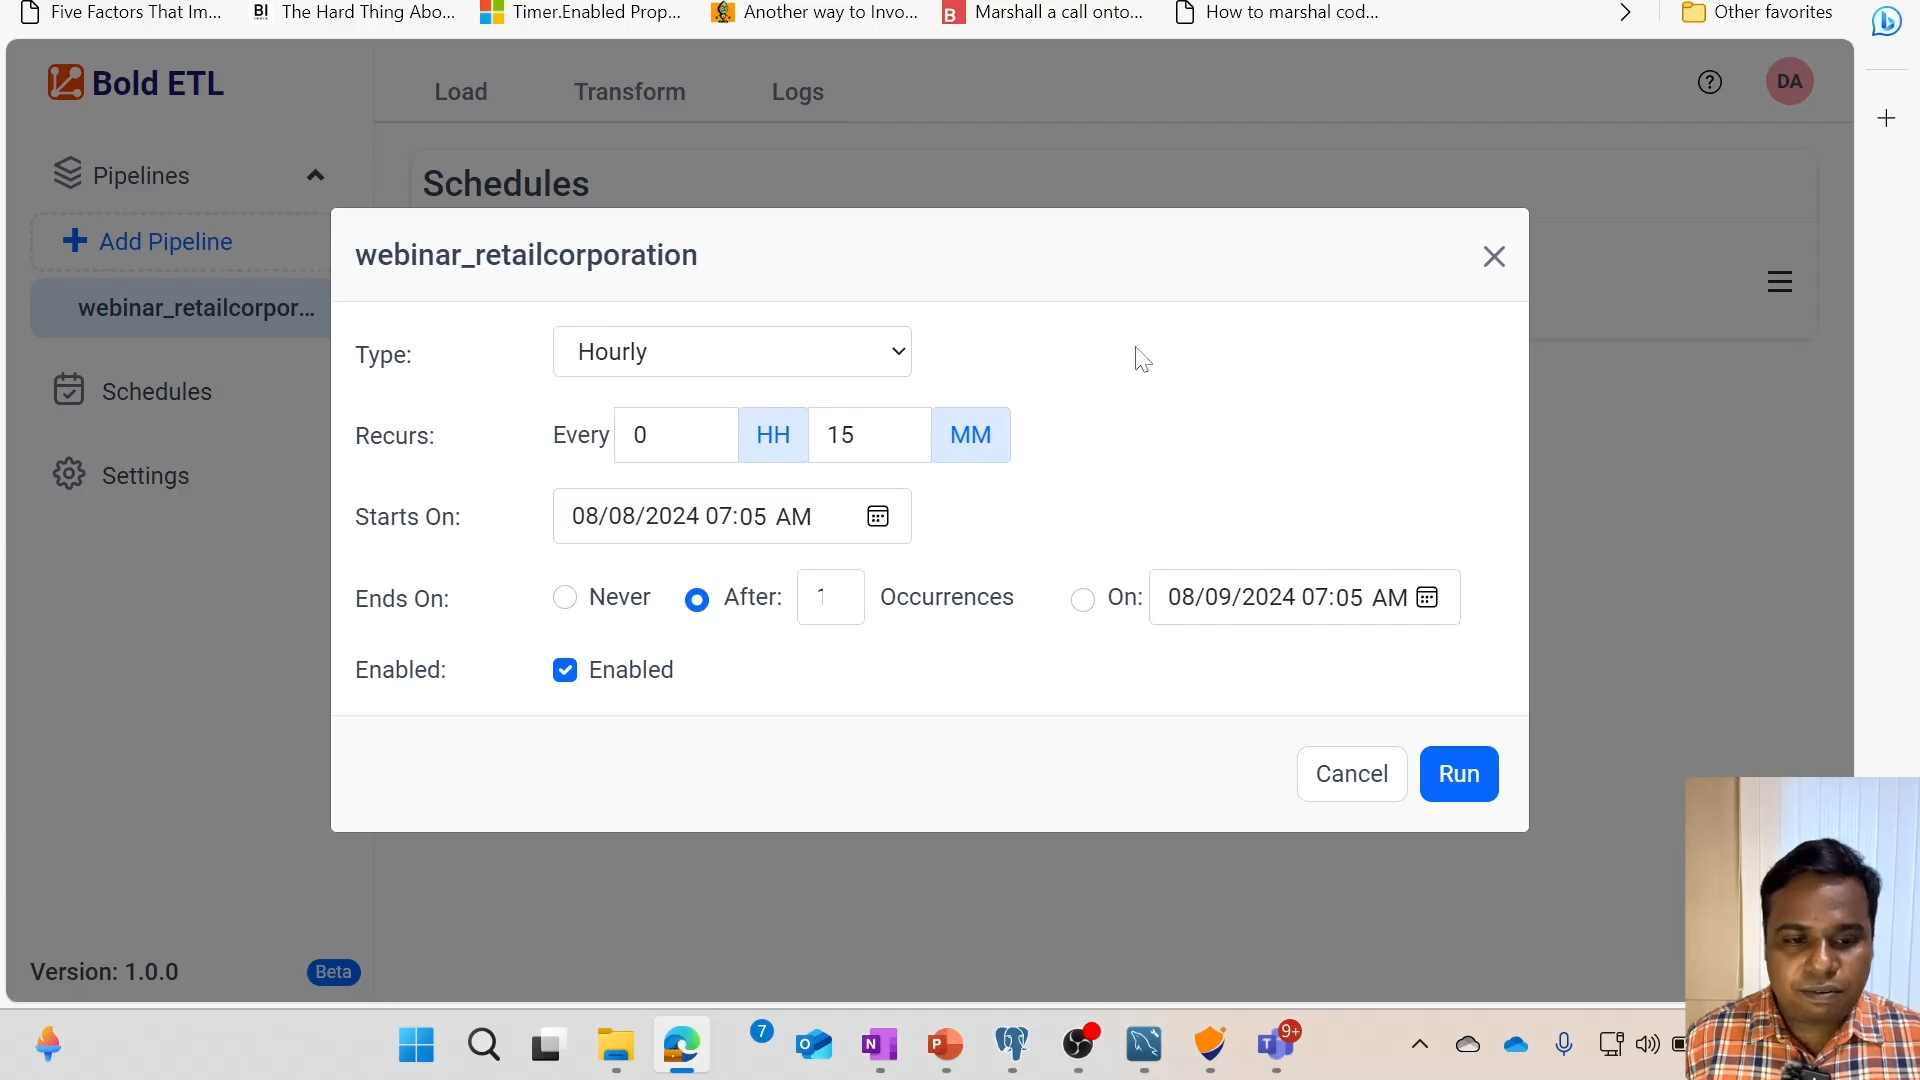 Five Factors That Im...
BI The Hard Thing Abo...
Timer.Enabled Prop...
Another way to Invo...
B Marshall a call onto...
How to marshal cod...
Other favorites
Bold ETL
Load Transform Logs
DA
Pipelines
Schedules
Add Pipeline
webinar_retailcorporation
webinar_retailcorpor...
Type: Hourly
Schedules
Recurs: Every 0 HH 15 MM
Settings
Starts On: 08/08/2024 07:05 AM
Ends On: Never After: 1 Occurrences On: 08/09/2024 07:05 AM
Enabled: Enabled
Cancel Run
Version: 1.0.0 Beta
7
9+